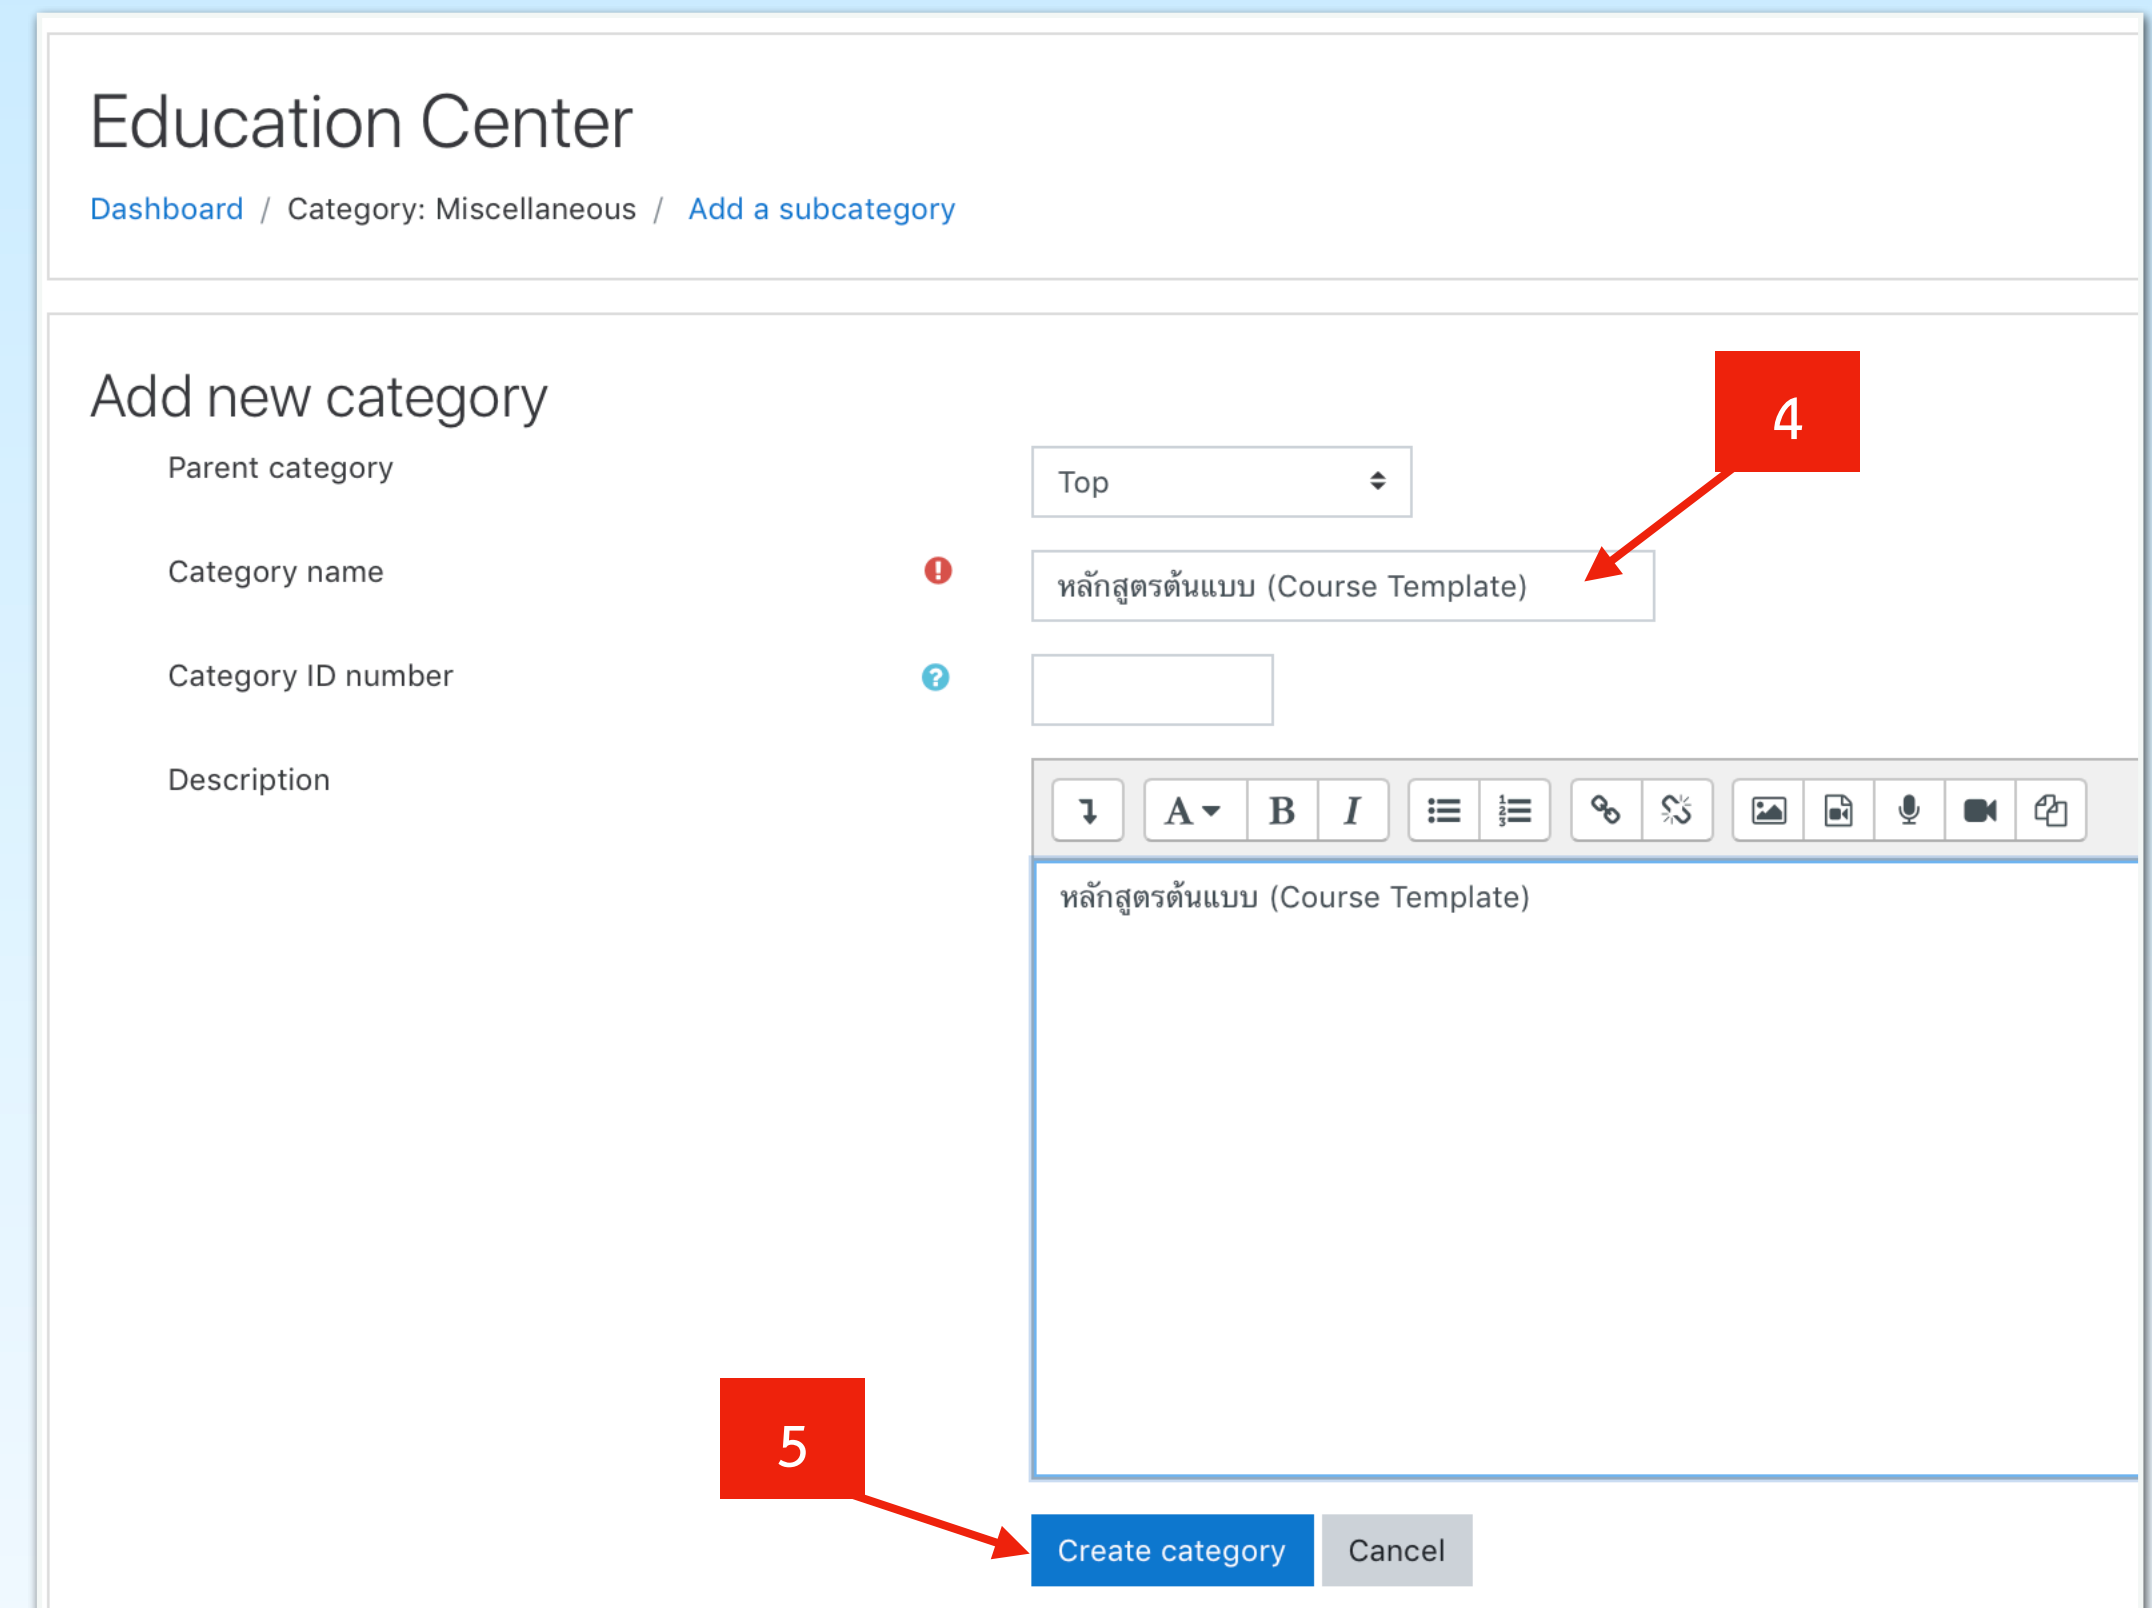 Education Center
Dashboard / Category: Miscellaneous / Add a subcategory
Add new category
4
Parent category
Top
Category name
หลักสูตรต้นแบบ (Course Template)
Category ID number
Description
A B I
หลักสูตรต้นแบบ (Course Template)
5
Create category
Cancel